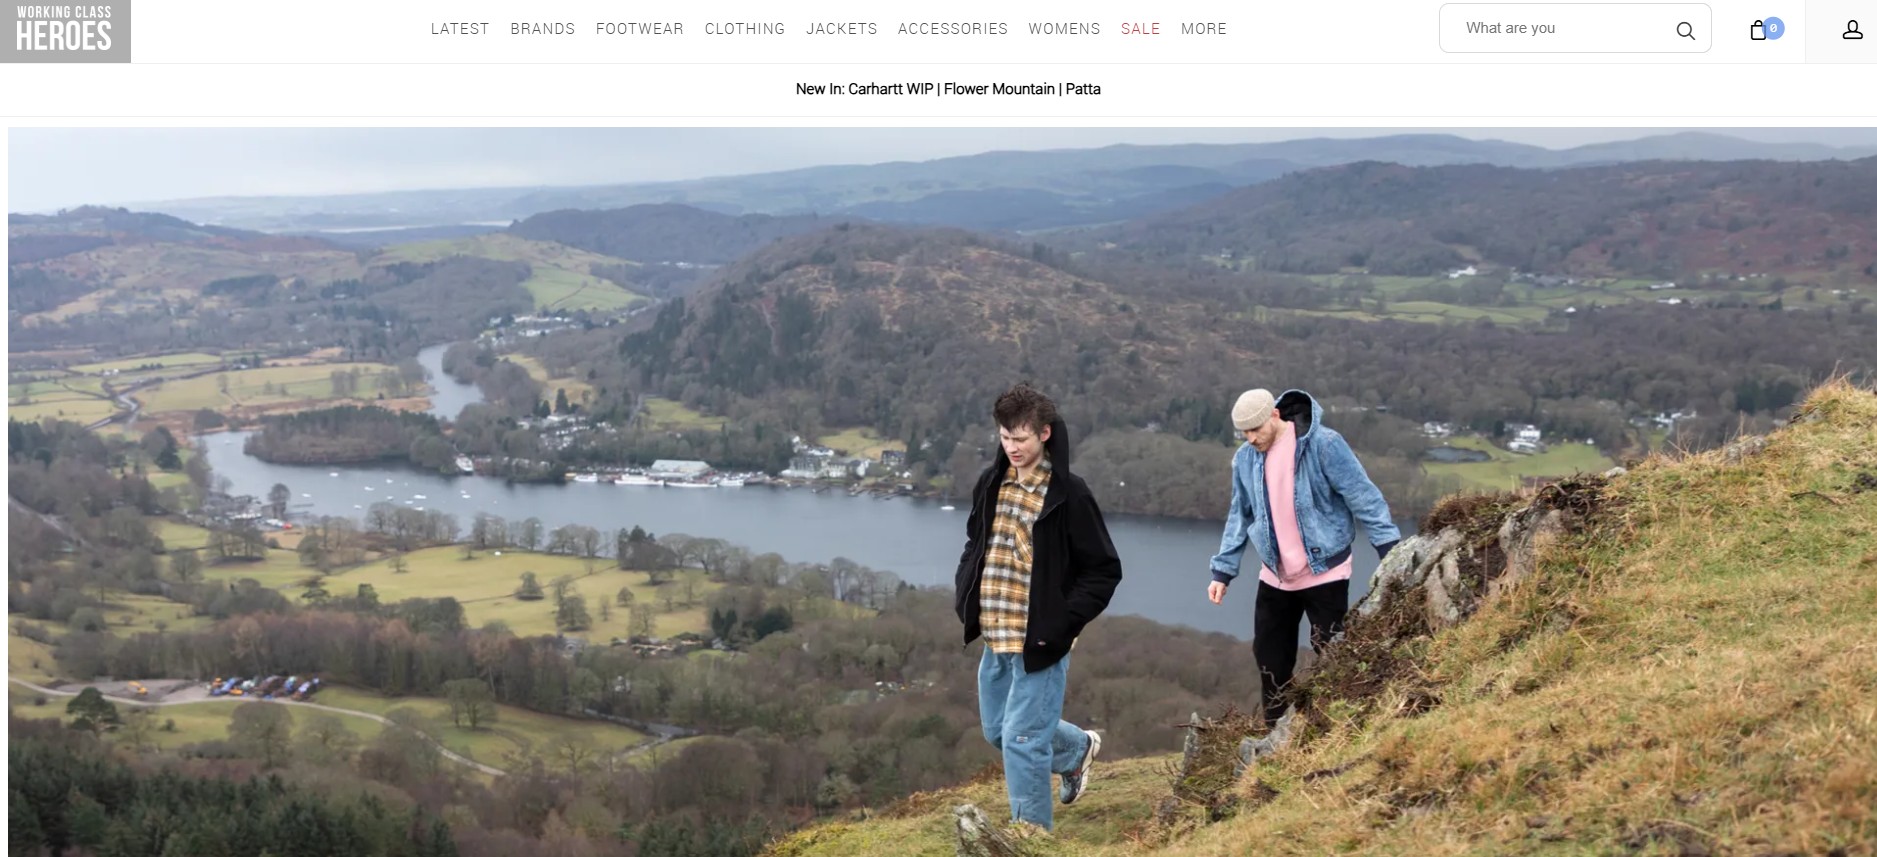 WORKING CLASS
HEROES
LATEST BRANDS FOOTWEAR CLOTHING JACKETS ACCESSORIES WOMENS SALE MORE
What are you
0
New In: Carhartt WIP | Flower Mountain | Patta